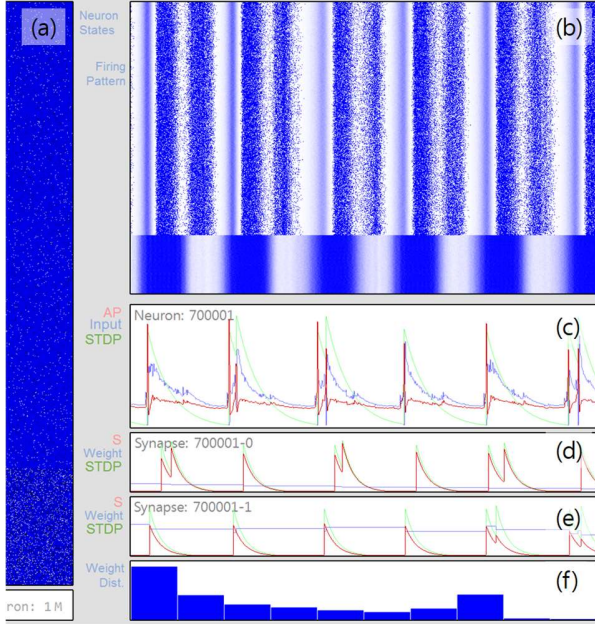 (a)
Neuron
States
Firing
Pattern
(b)
AP
Input
STDP
Neuron: 700001
(c)
S
Weight
STDP
Synapse: 700001-0
(d)
S
Weight
STDP
Synapse: 700001-1
(e)
Weight
Dist.
(f)
ron: 1M